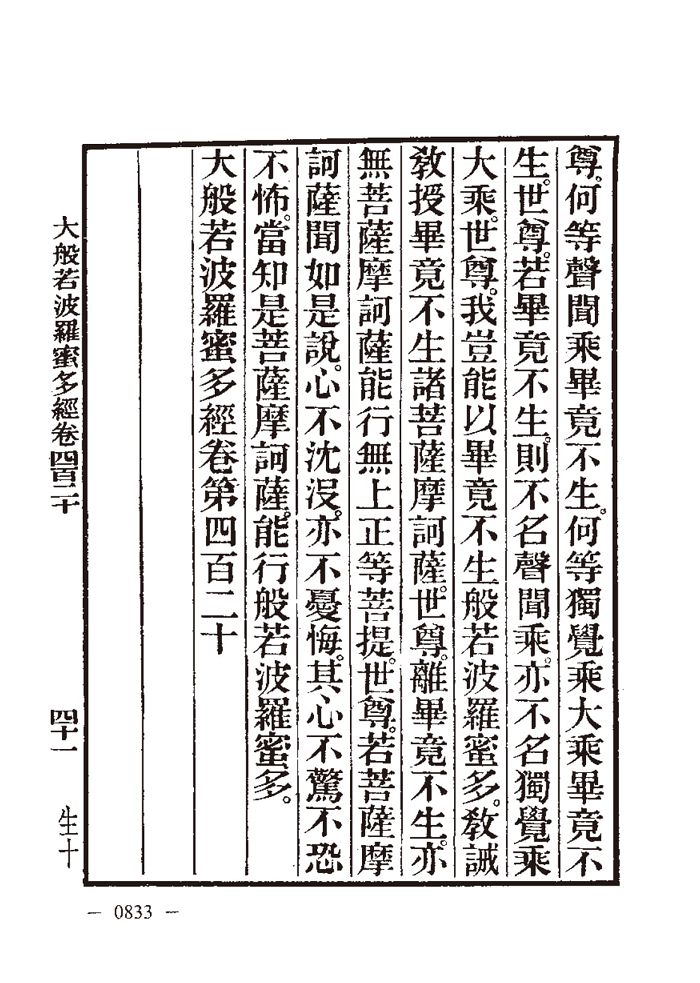 尊。何等聲聞乘畢竟不生。何等獨覺乘大乘畢竟不
生。世尊。若畢竟不生。則不名聲聞乘。亦不名獨覺乘
大乘。世尊。我豈能以畢竟不生般若波羅蜜多。教誡
教授畢竟不生諸菩薩摩訶薩。世尊。離畢竟不生。亦
無菩薩摩訶薩能行無上正等菩提。世尊。若菩薩摩
訶薩聞如是說。心不沈沒。亦不憂悔。其心不驚不恐
不怖。當知是菩薩摩訶薩。能行般若波羅蜜多。
大般若波羅蜜多經卷第四百二十
大般若波羅蜜多經卷四百二十
四十一
生十
— 0833 —